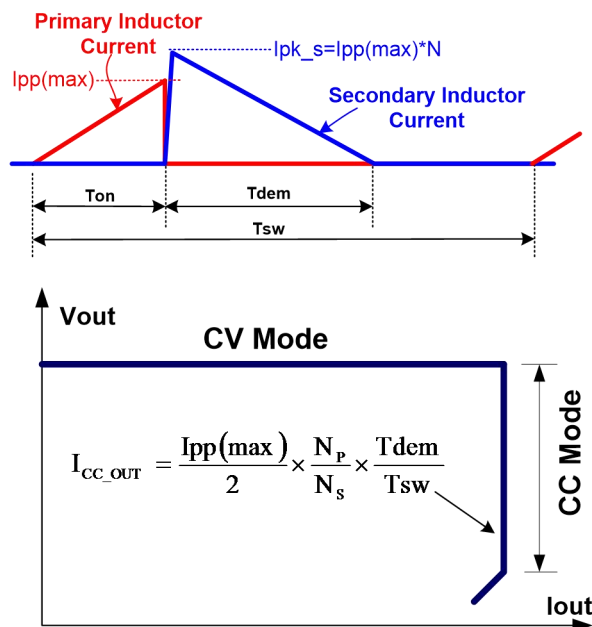 Primary Inductor
Current
Ipk_s=Ipp(max)*N
Ipp(max)
Secondary Inductor
Current
Ton
Tdem
Tsw
Vout
CV Mode
I_CC_OUT = Ipp(max)/2 × N_P/N_S × Tdem/Tsw
CC Mode
Iout